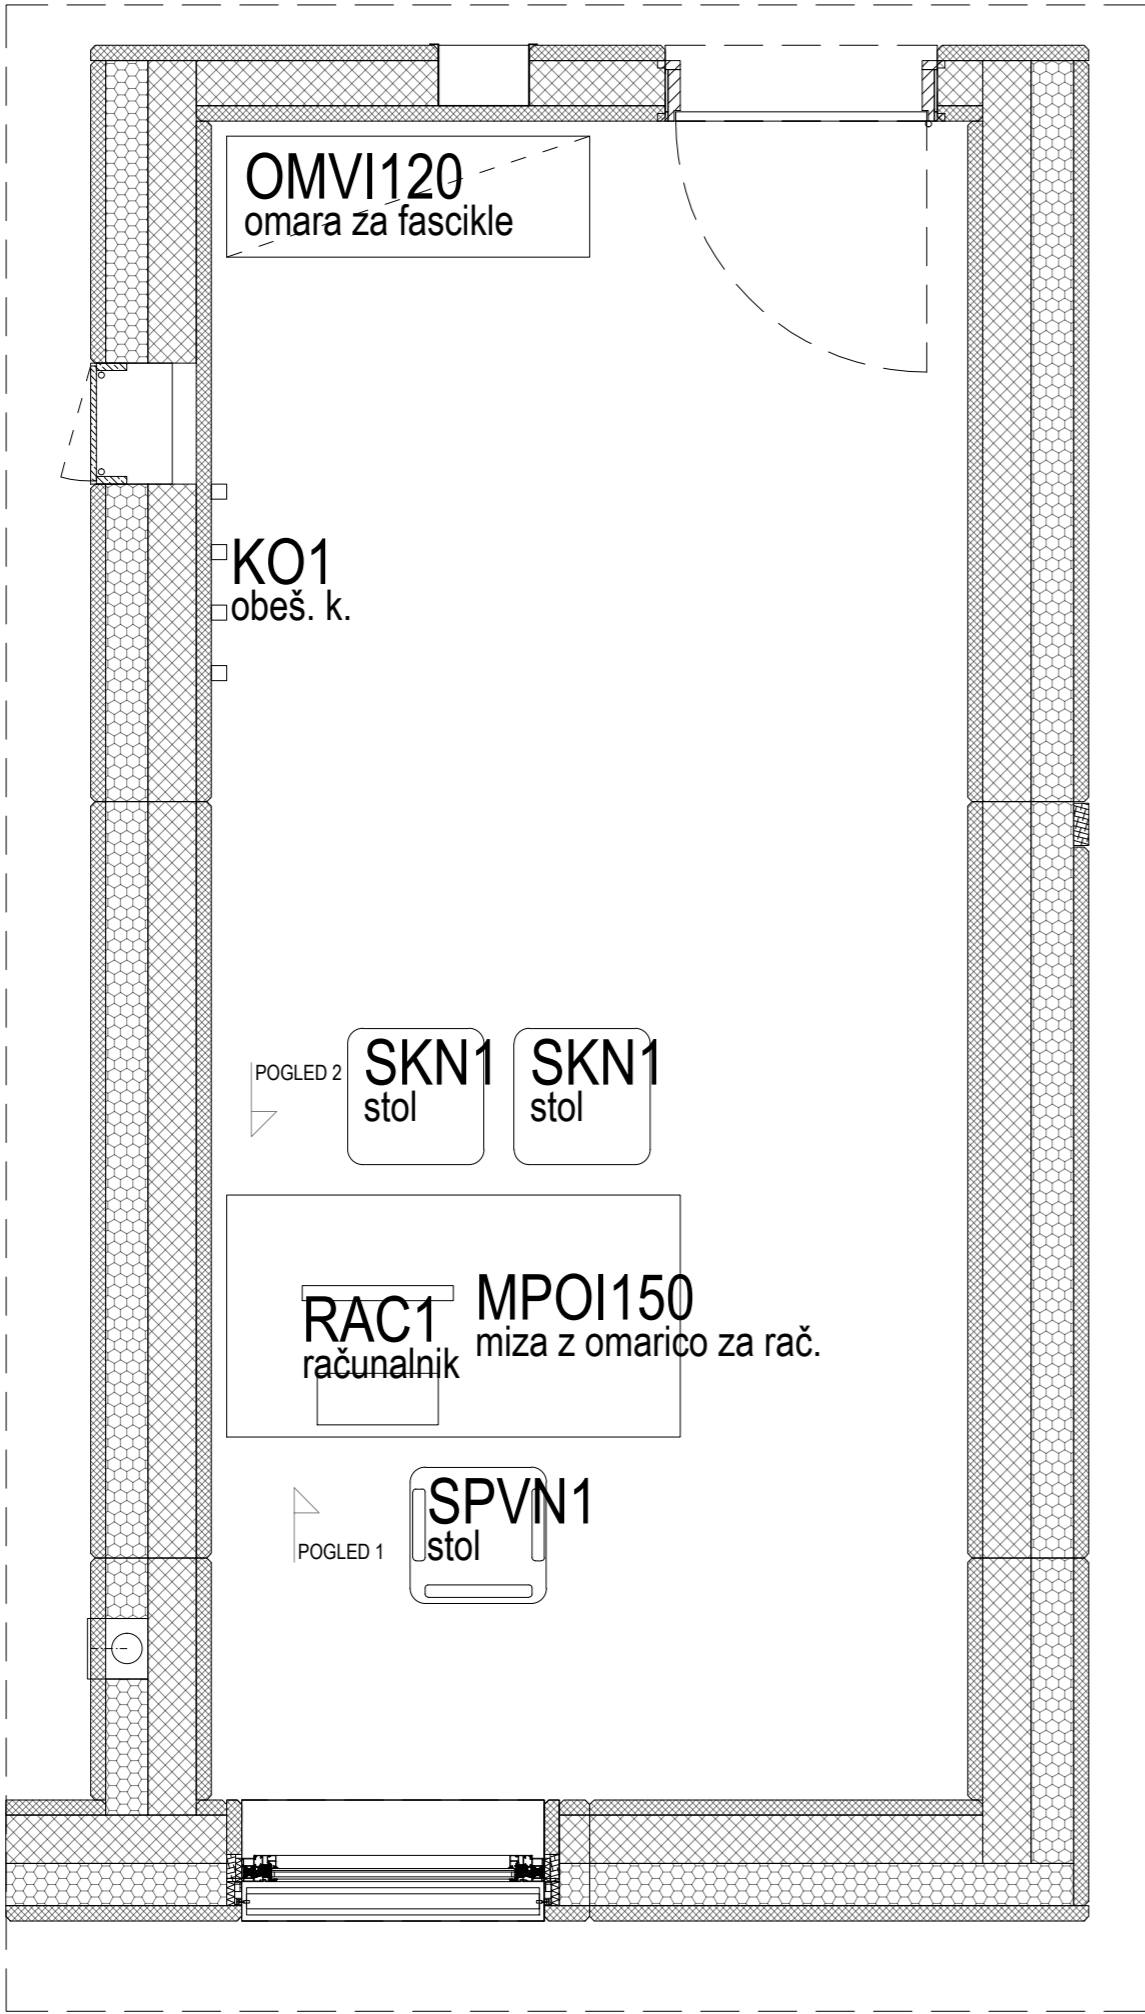 OMVI120
omara za fascikle
KO1
obeš. k.
POGLED 2
SKN1
stol
SKN1
stol
RAC1
računalnik
MPOI150
miza z omarico za rač.
POGLED 1
SPVN1
stol